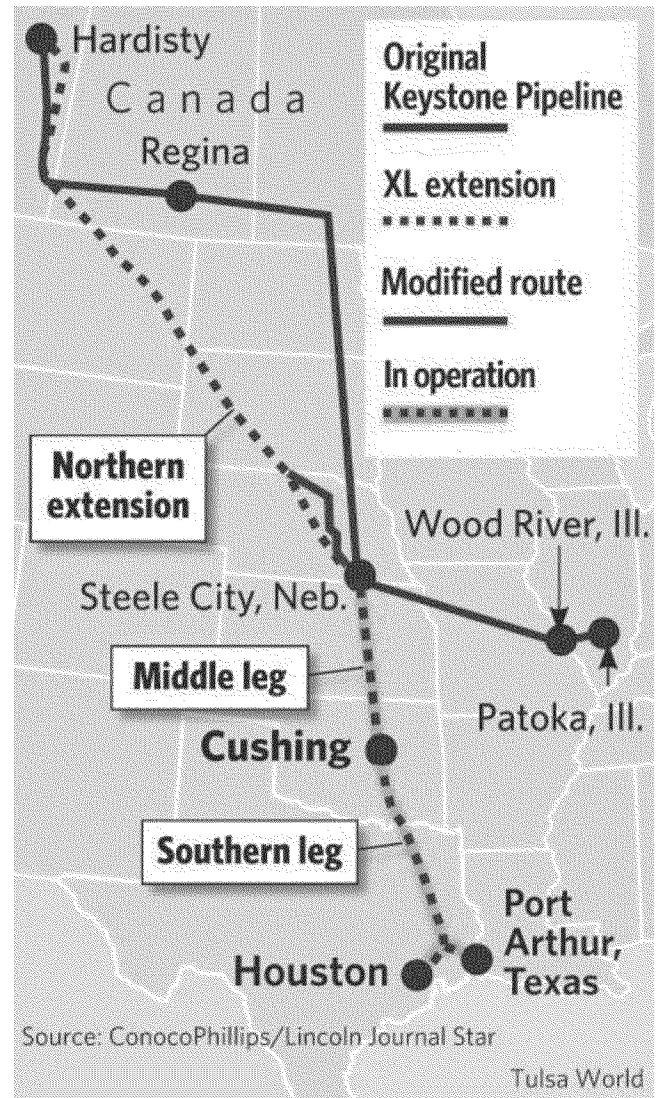 Hardisty
Canada
Regina
Original
Keystone Pipeline
XL extension
Modified route
In operation
Northern
extension
Wood River, Ill.
Steele City, Neb.
Middle leg
Patoka, Ill.
Cushing
Southern leg
Port
Arthur,
Texas
Houston
Source: ConocoPhillips/Lincoln Journal Star
Tulsa World